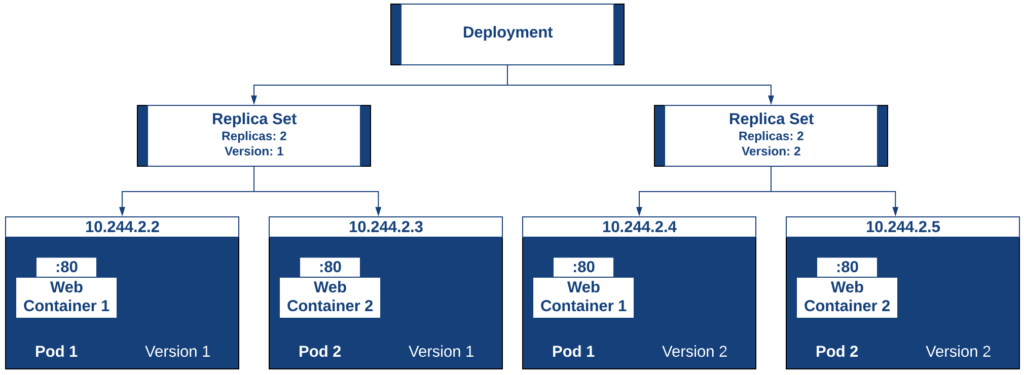 Deployment
Replica Set
Replicas: 2
Version: 1
Replica Set
Replicas: 2
Version: 2
10.244.2.2
:80
Web
Container 1
Pod 1 Version 1
10.244.2.3
:80
Web
Container 2
Pod 2 Version 1
10.244.2.4
:80
Web
Container 1
Pod 1 Version 2
10.244.2.5
:80
Web
Container 2
Pod 2 Version 2